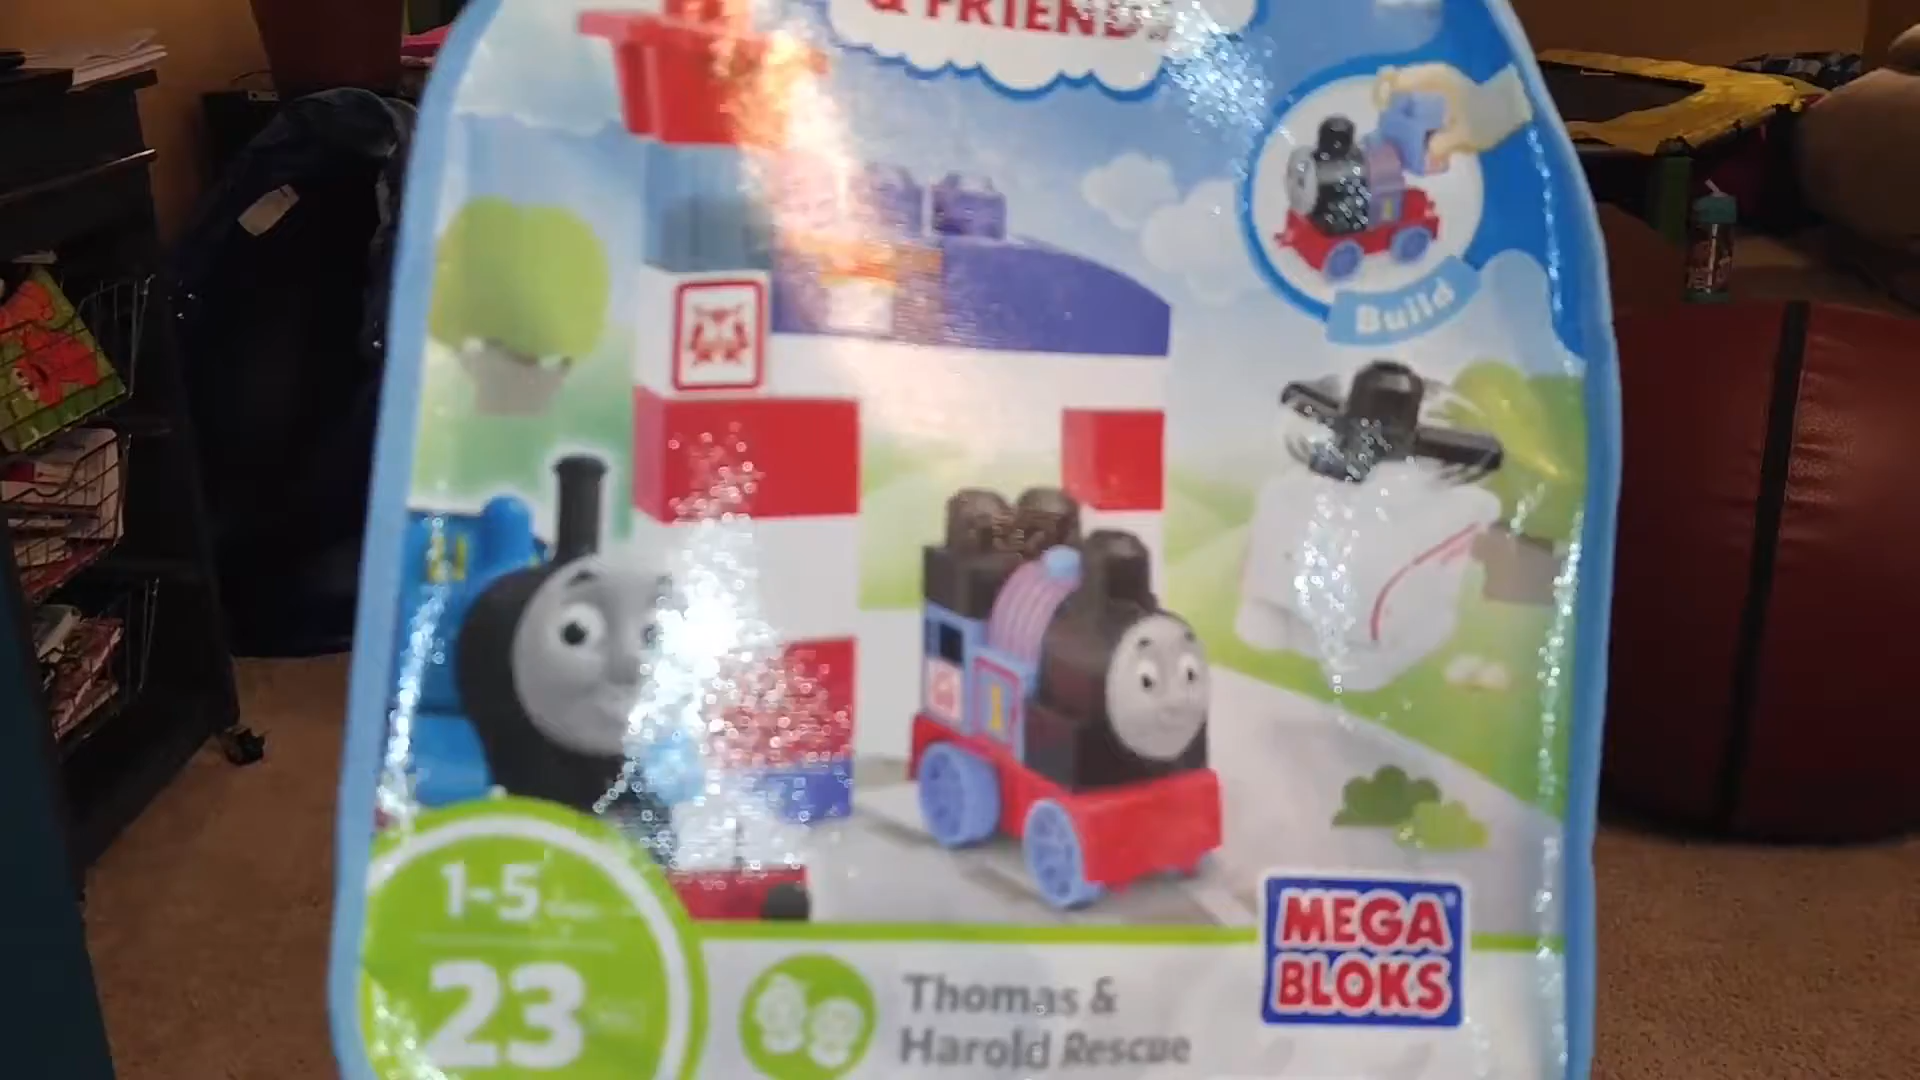 & FRIENDS
Build
1-5
23
Thomas &
Harold Rescue
MEGA
BLOKS